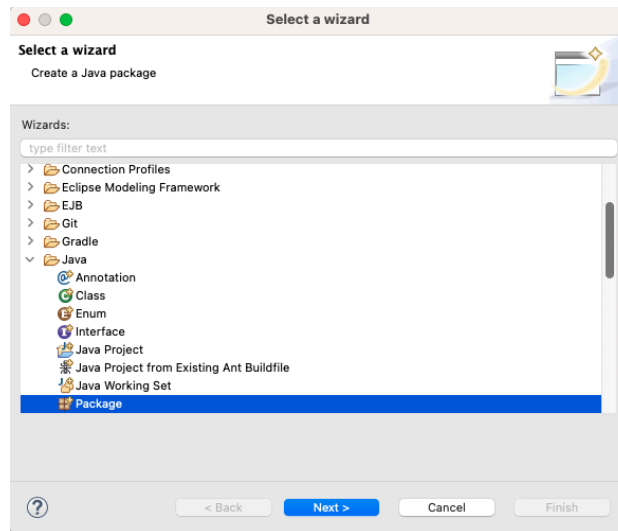 Select a wizard
Select a wizard
Create a Java package
Wizards:
type filter text
Connection Profiles
Eclipse Modeling Framework
EJB
Git
Gradle
Java
Annotation
Class
Enum
Interface
Java Project
Java Project from Existing Ant Buildfile
Java Working Set
Package
? < Back Next > Cancel Finish